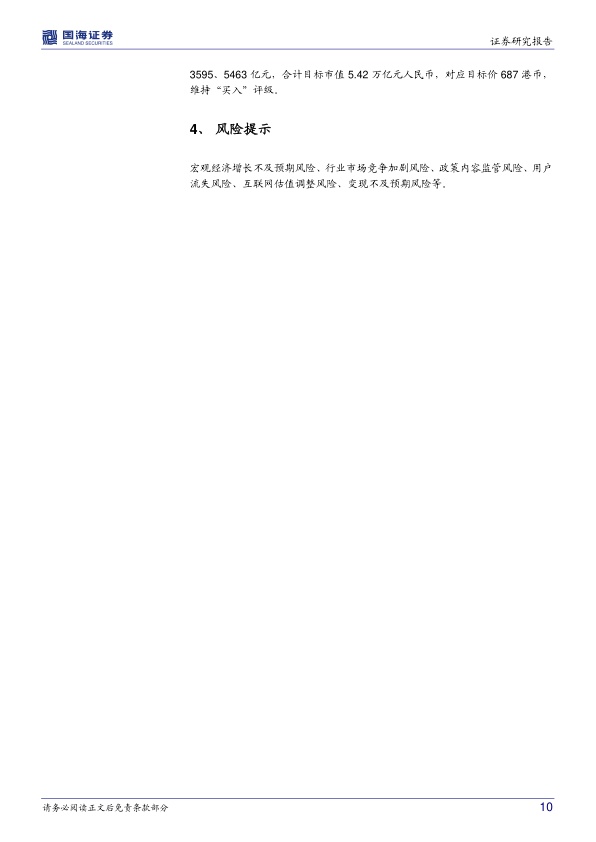 国海证券
SEALAND SECURITIES
证券研究报告
3595、5463 亿元，合计目标市值 5.42 万亿元人民币，对应目标价 687 港币，
维持“买入”评级。
4、 风险提示
宏观经济增长不及预期风险、行业市场竞争加剧风险、政策内容监管风险、用户
流失风险、互联网估值调整风险、变现不及预期风险等。
请务必阅读正文后免责条款部分
10